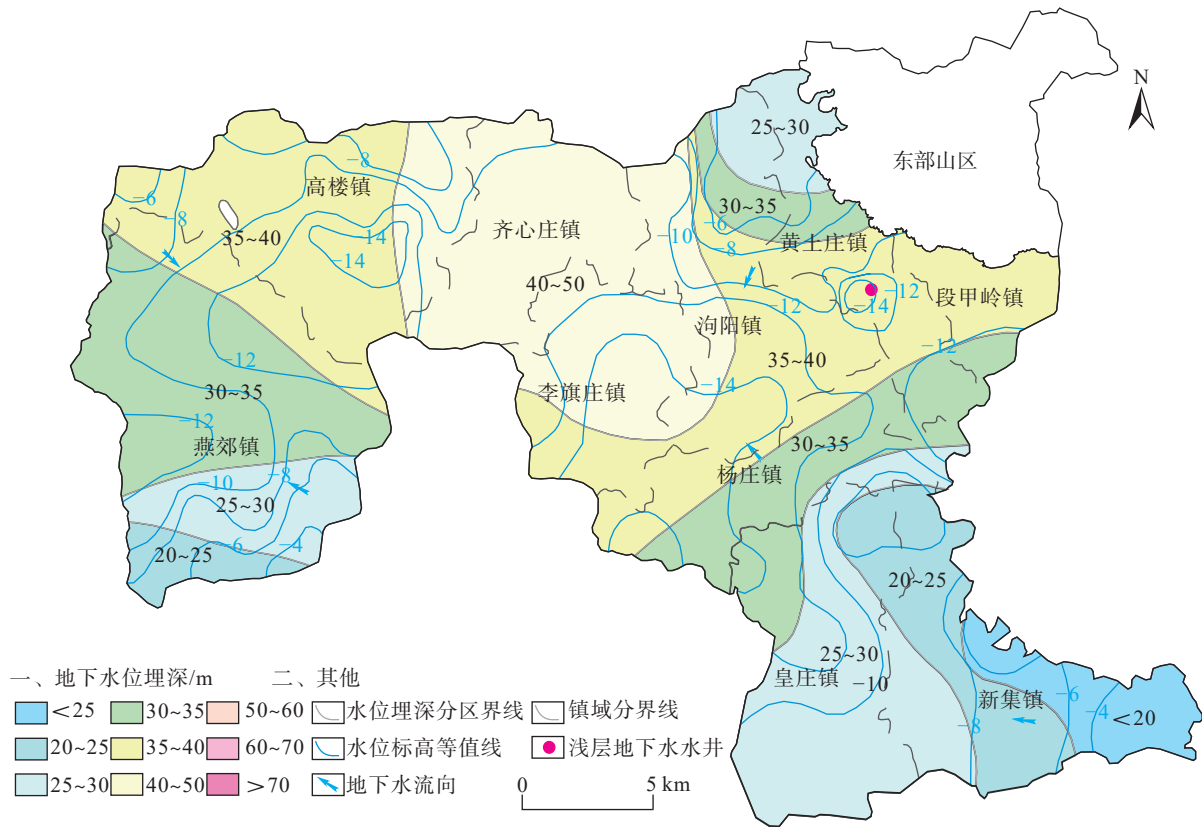 N
25~30
东部山区
-8
-6
高楼镇
-8
30~35
-6
-14
齐心庄镇
-10
-8
黄土庄镇
35~40
-14
40~50
-12
-12
段甲岭镇
-14
泃阳镇
-12
-12
35~40
-14
30~35
李旗庄镇
-12
燕郊镇
30~35
杨庄镇
-8
-10
25~30
-6
-4
20~25
20~25
25~30
皇庄镇
-10
新集镇
-6
-4
-8
<20
一、地下水位埋深/m
二、其他
<25
30~35
50~60
水位埋深分区界线
镇域分界线
20~25
35~40
60~70
水位标高等值线
浅层地下水水井
25~30
40~50
>70
地下水流向
0
5 km